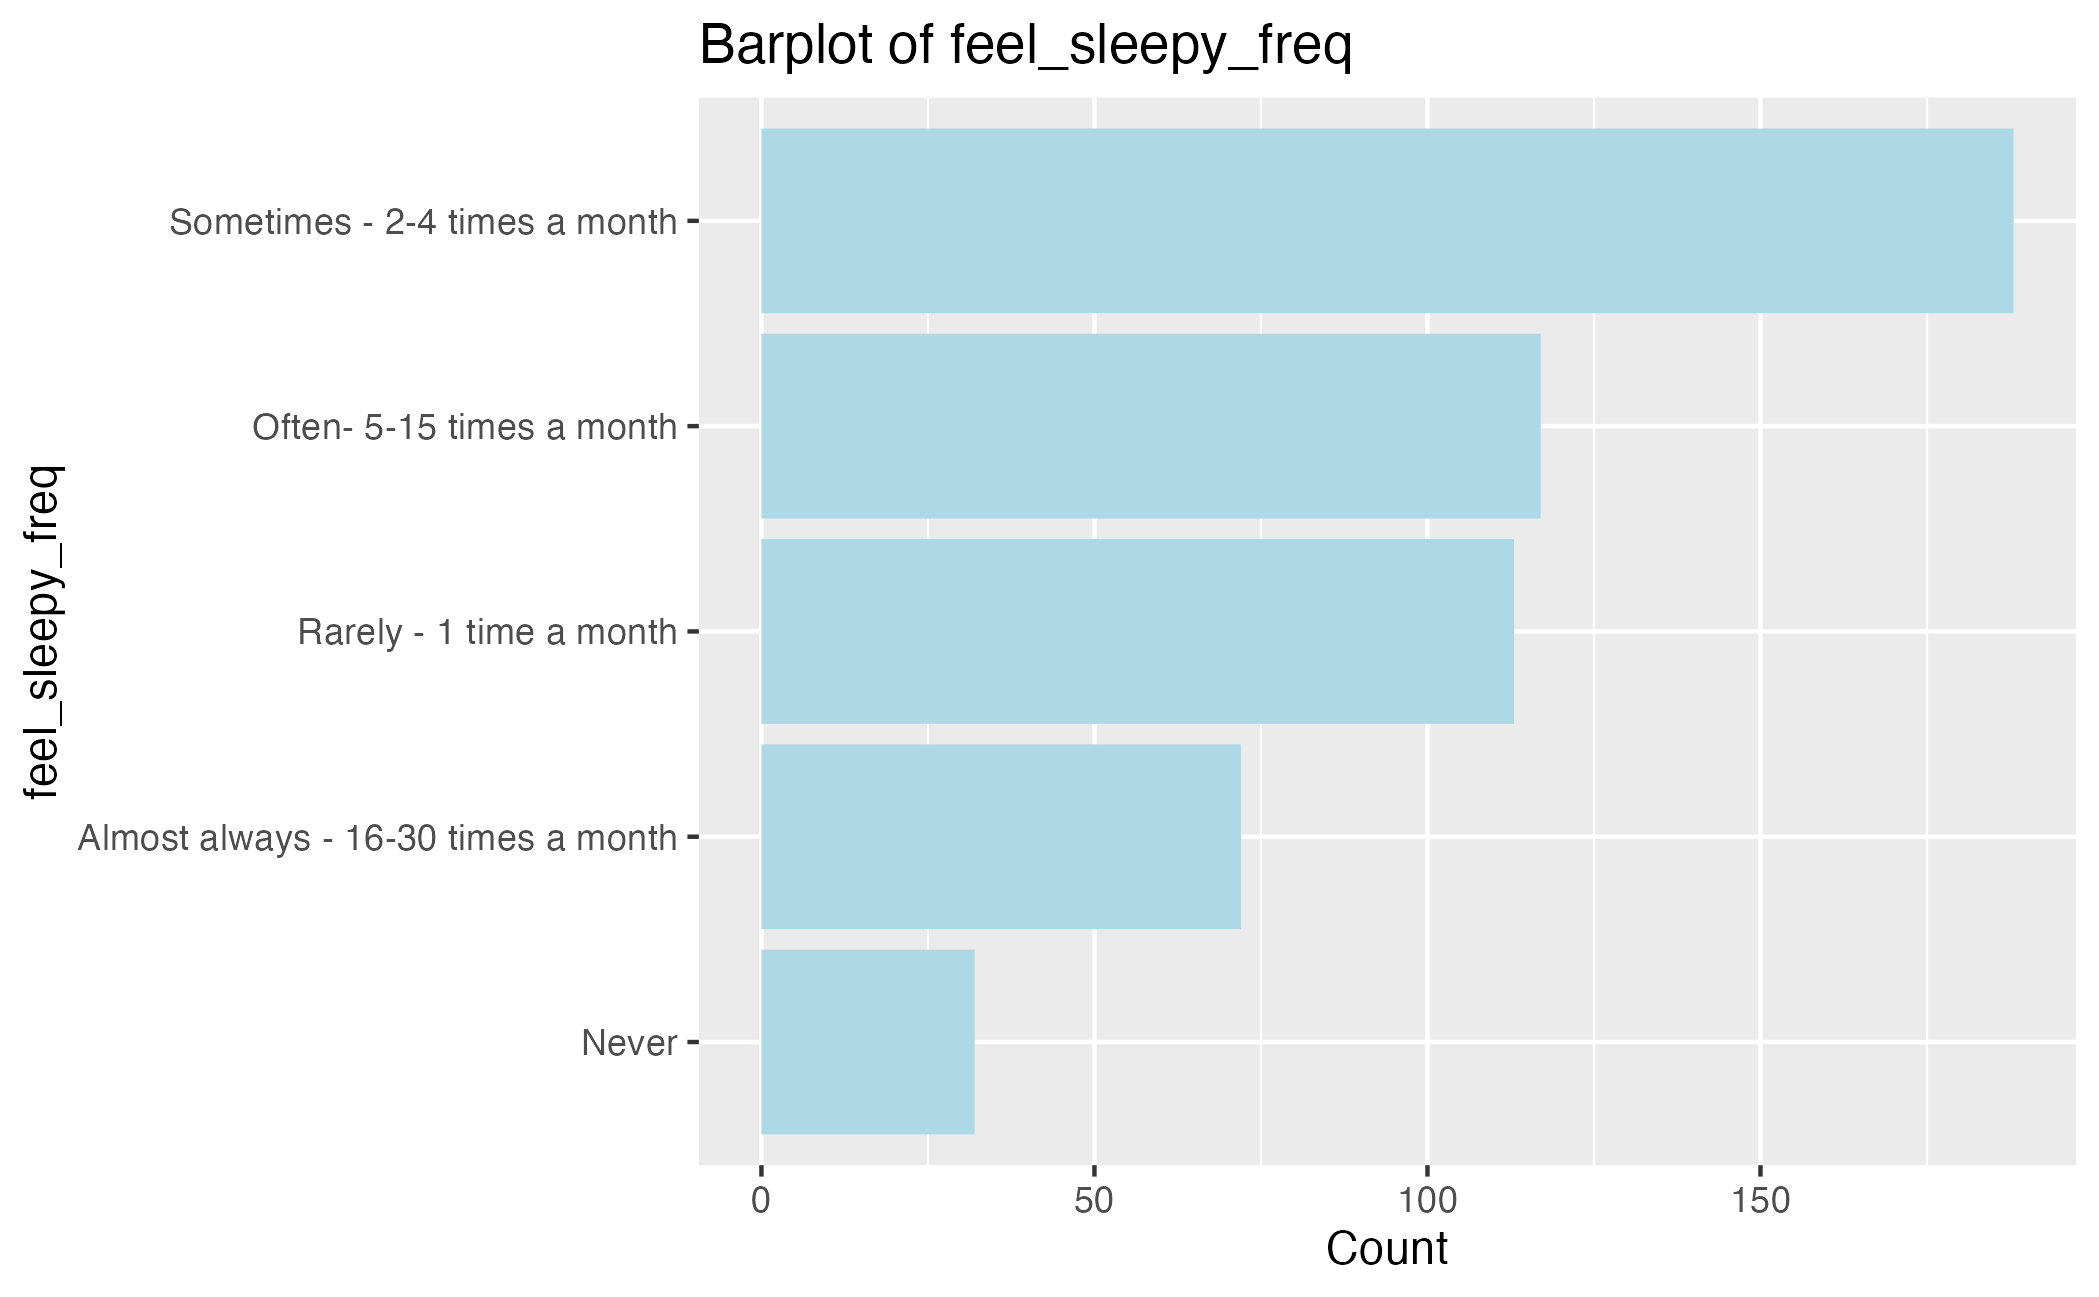 Barplot of feel_sleepy_freq
feel_sleepy_freq
Sometimes - 2-4 times a month
Often- 5-15 times a month
Rarely - 1 time a month
Almost always - 16-30 times a month
Never
0 50 100 150
Count